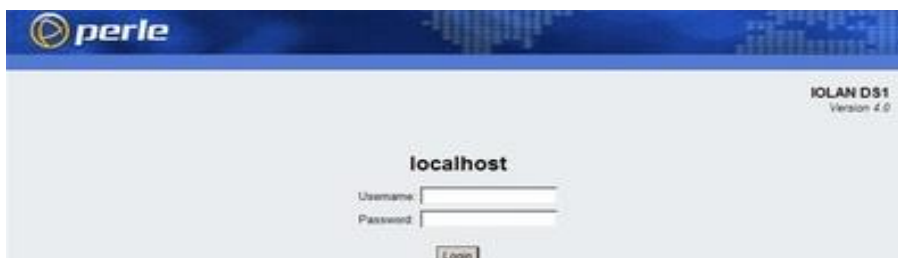 perle
IOLAN DS1
Version 4.0
localhost
Username:
Password:
Login